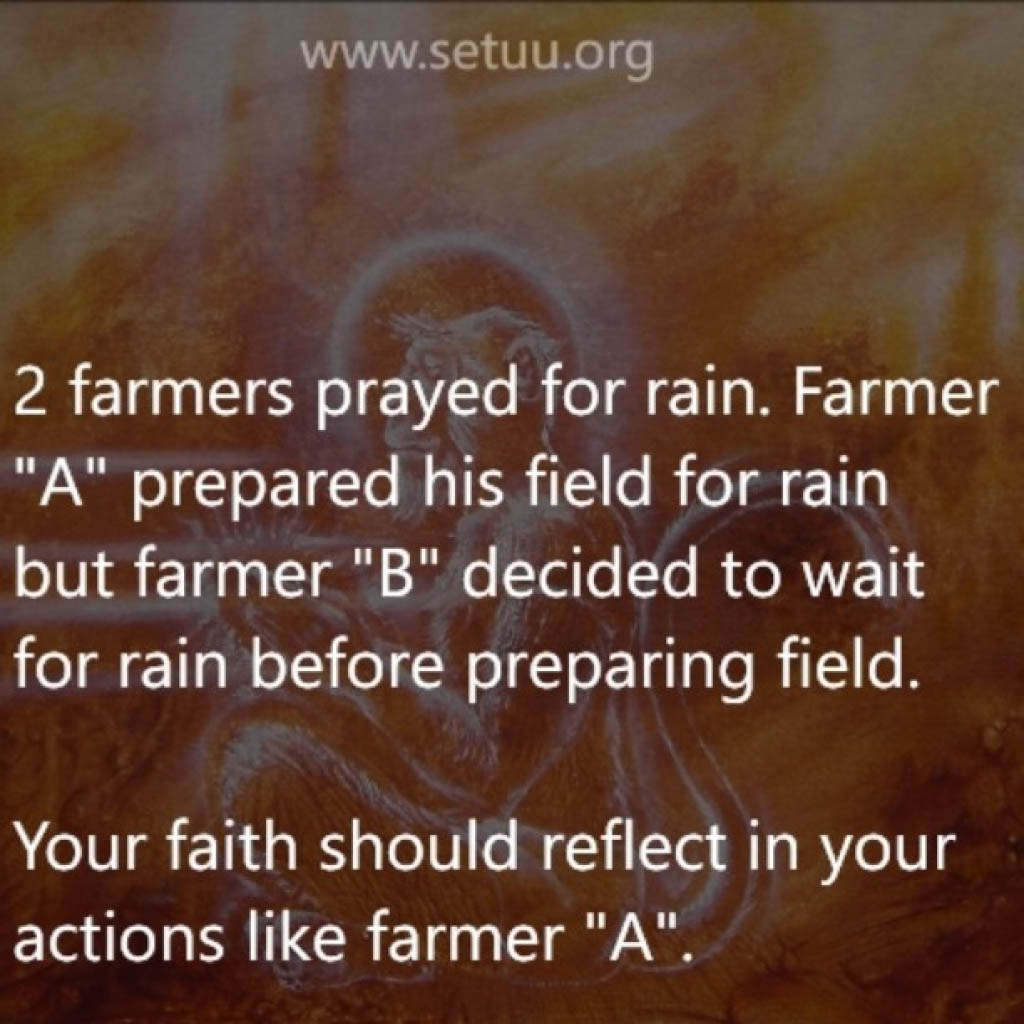 www.setuu.org
2 farmers prayed for rain. Farmer
"A" prepared his field for rain
but farmer "B" decided to wait
for rain before preparing field.
Your faith should reflect in your
actions like farmer "A".